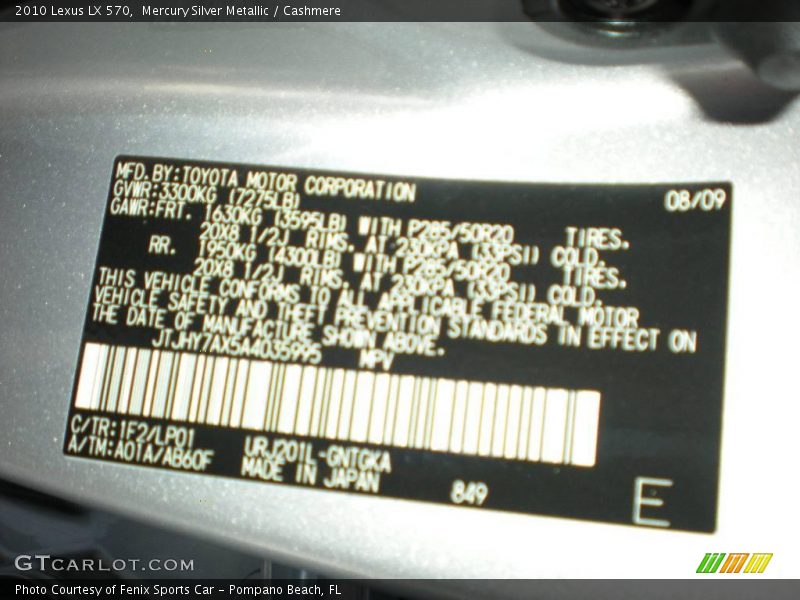 2010 Lexus LX 570, Mercury Silver Metallic / Cashmere
MFD.BY:TOYOTA MOTOR CORPORATION 08/09
GVWR:3300KG (7275LB)
GAWR:FRT. 1630KG (3595LB) WITH P285/50R20 TIRES.
20X8 1/2J RIMS. AT 230KPA (33PSI) COLD.
RR. 1950KG (4300LB) WITH P285/50R20 TIRES.
20X8 1/2J RIMS. AT 230KPA (33PSI) COLD.
THIS VEHICLE CONFORMS TO ALL APPLICABLE FEDERAL MOTOR
VEHICLE SAFETY AND THEFT PREVENTION STANDARDS IN EFFECT ON
THE DATE OF MANUFACTURE SHOWN ABOVE.
JTJHY7AX5A4035995 MPV
C/TR:1F2/LP01 URJ201L-GNTGKA
A/TM:A01A/AB60F MADE IN JAPAN 849 E
GTCARLOT.COM
Photo Courtesy of Fenix Sports Car - Pompano Beach, FL